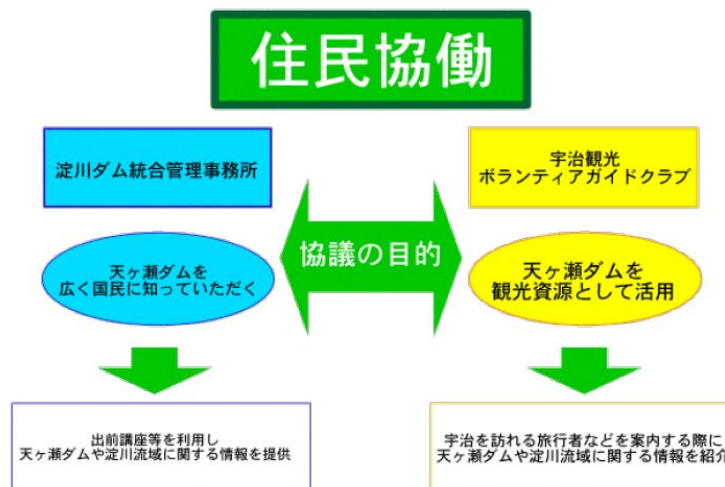 住民協働
淀川ダム統合管理事務所
宇治観光
ボランティアガイドクラブ
協議の目的
天ヶ瀬ダムを
広く国民に知っていただく
天ヶ瀬ダムを
観光資源として活用
出前講座等を利用し
天ヶ瀬ダムや淀川流域に関する情報を提供
宇治を訪れる旅行者などを案内する際に
天ヶ瀬ダムや淀川流域に関する情報を紹介